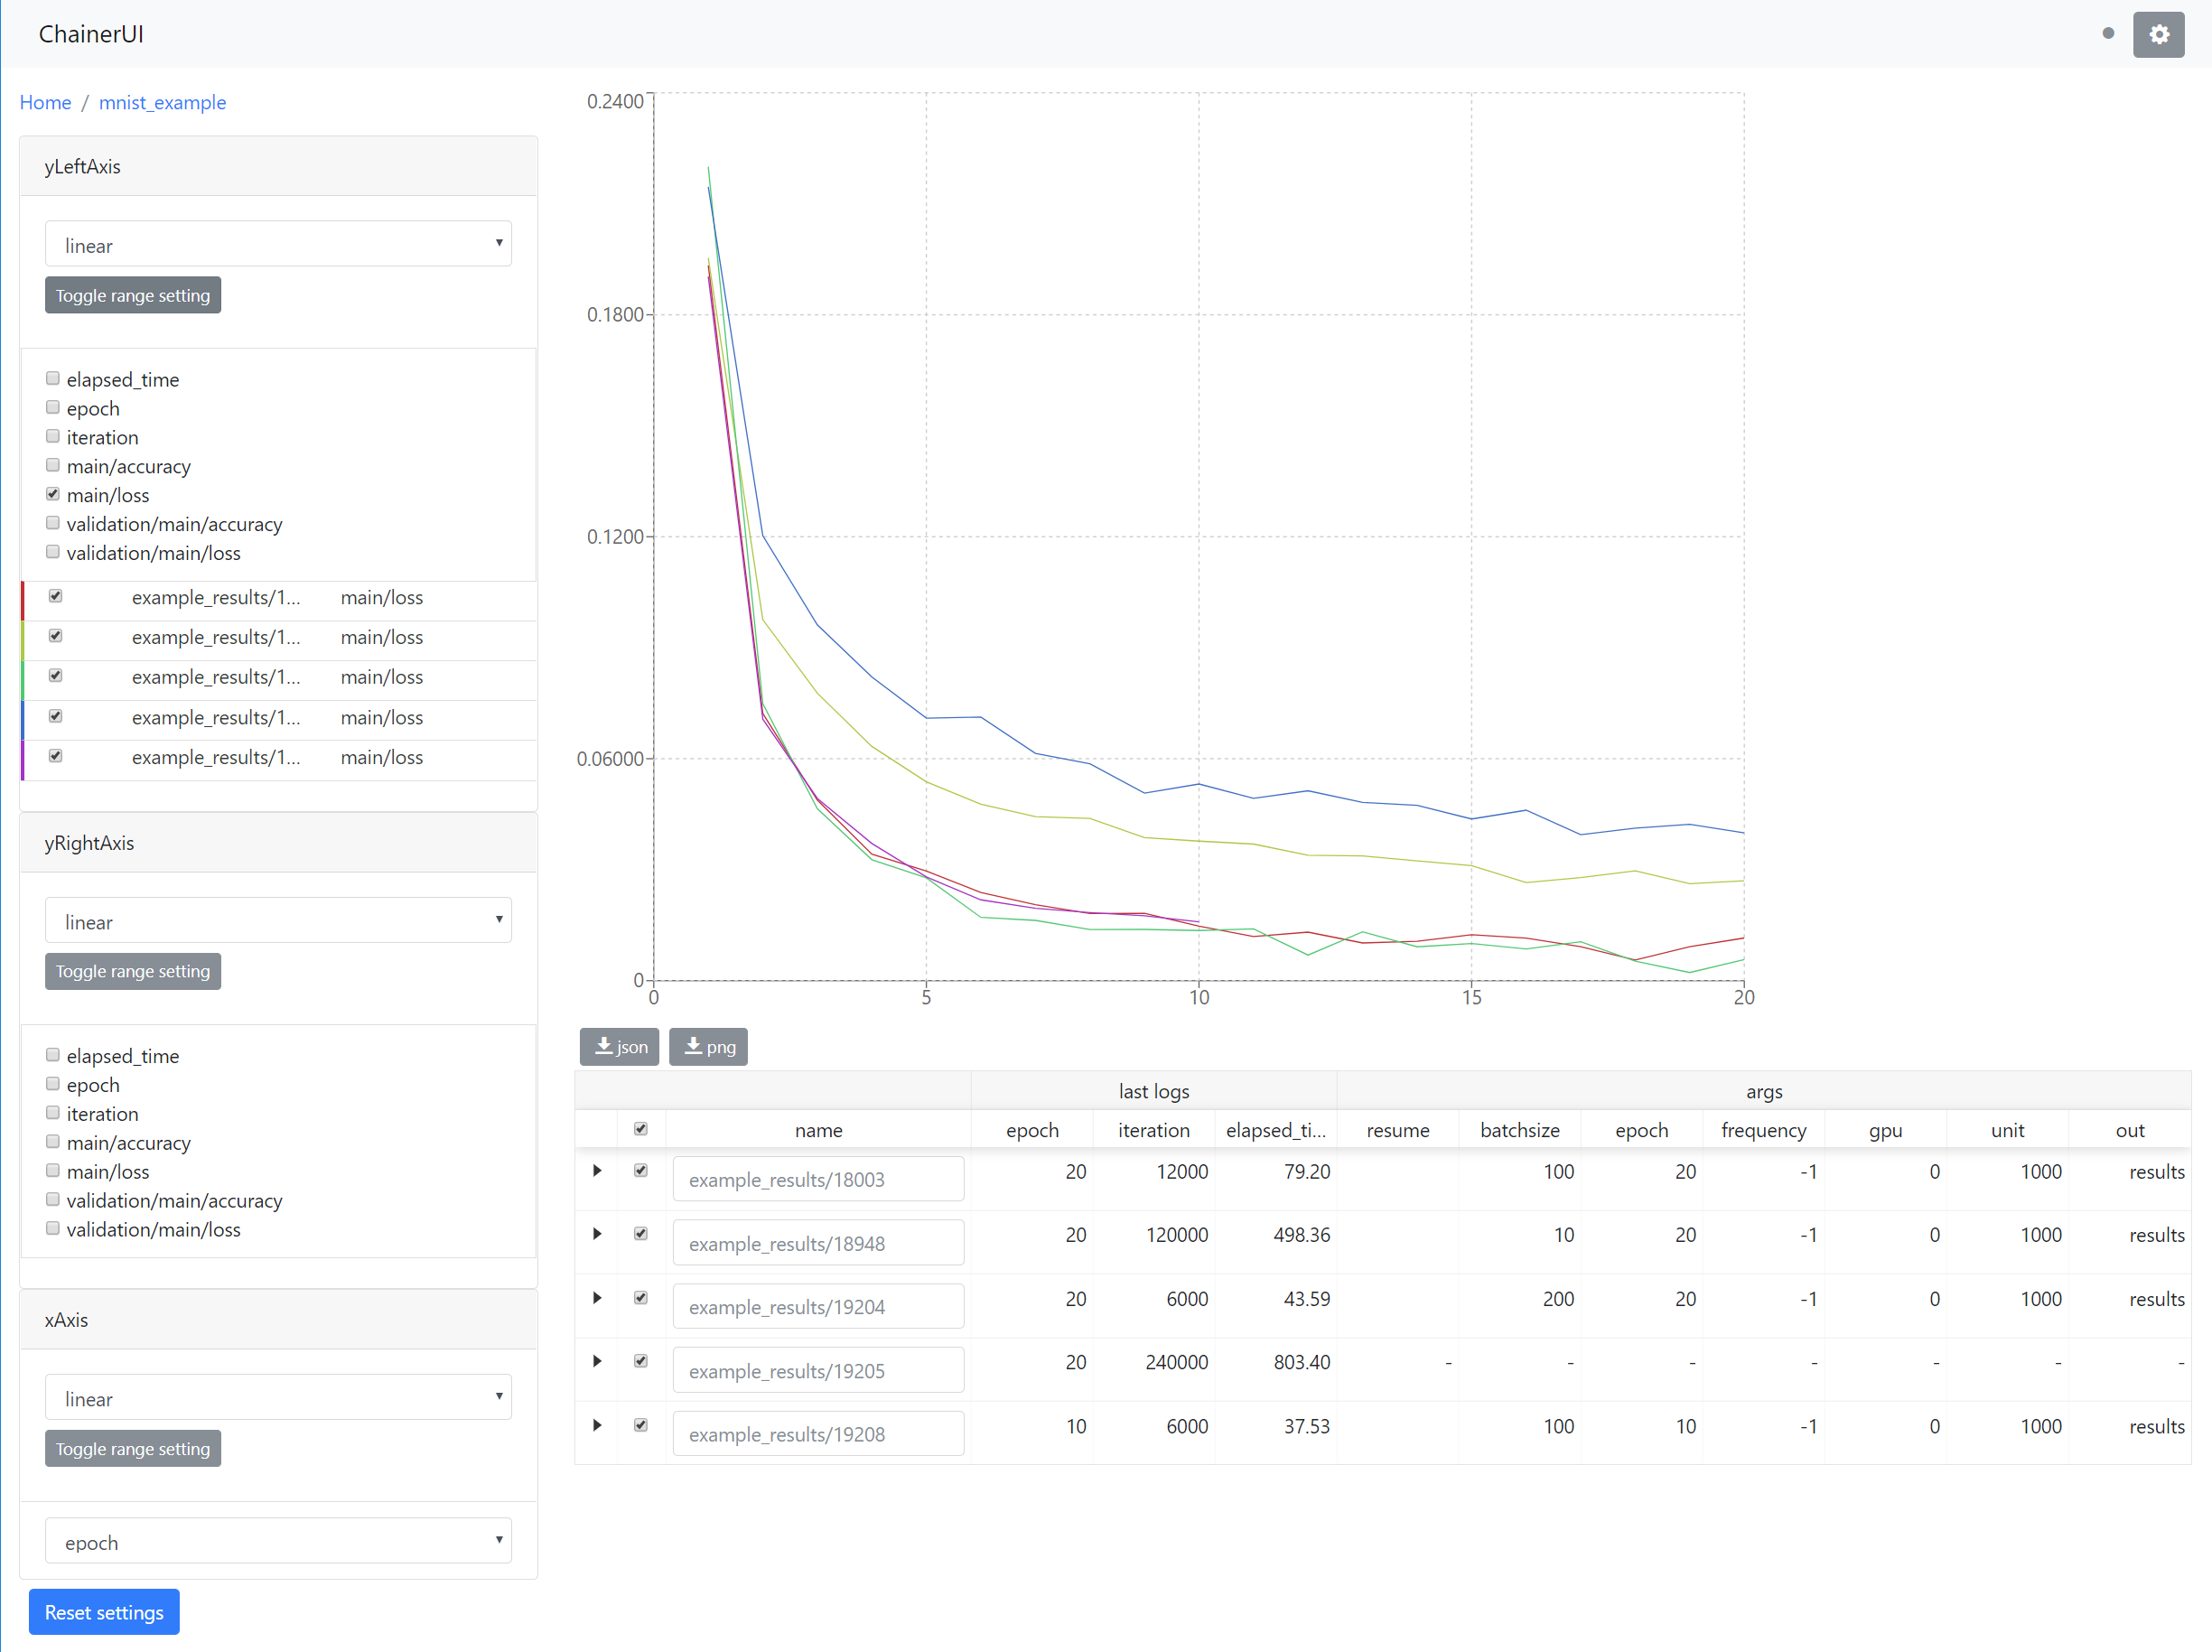 ChainerUI
Home / mnist_example
yLeftAxis
linear
Toggle range setting
elapsed_time
epoch
iteration
main/accuracy
main/loss
validation/main/accuracy
validation/main/loss
example_results/1... main/loss
example_results/1... main/loss
example_results/1... main/loss
example_results/1... main/loss
example_results/1... main/loss
yRightAxis
linear
Toggle range setting
elapsed_time
epoch
iteration
main/accuracy
main/loss
validation/main/accuracy
validation/main/loss
xAxis
linear
Toggle range setting
epoch
Reset settings
0.2400
0.1800
0.1200
0.06000
0
0 5 10 15 20
json png
last logs args
name epoch iteration elapsed_ti... resume batchsize epoch frequency gpu unit out
example_results/18003 20 12000 79.20 100 20 -1 0 1000 results
example_results/18948 20 120000 498.36 10 20 -1 0 1000 results
example_results/19204 20 6000 43.59 200 20 -1 0 1000 results
example_results/19205 20 240000 803.40 - - - - - - -
example_results/19208 10 6000 37.53 100 10 -1 0 1000 results